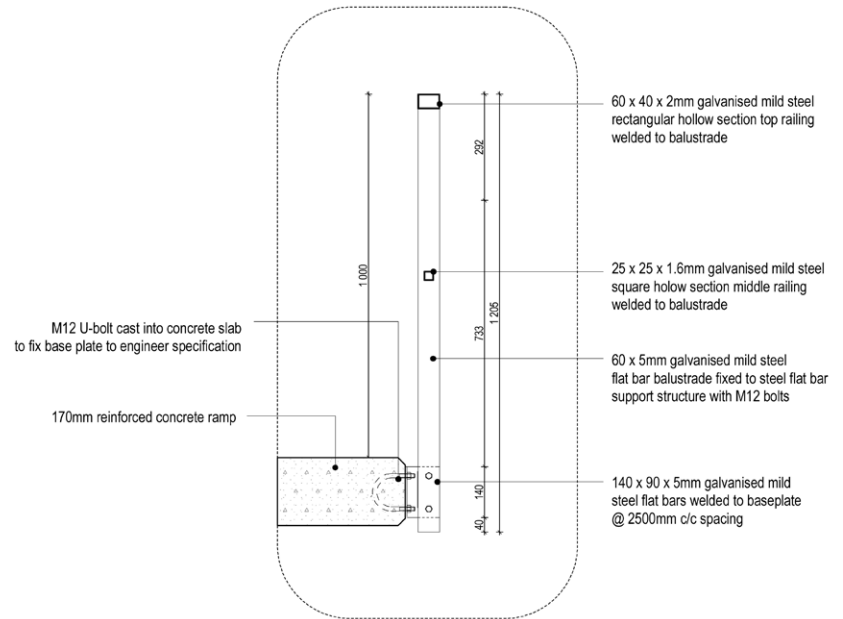 60 x 40 x 2mm galvanised mild steel
rectangular hollow section top railing
welded to balustrade
292
1 000
25 x 25 x 1.6mm galvanised mild steel
square holow section middle railing
welded to balustrade
1 205
733
M12 U-bolt cast into concrete slab
to fix base plate to engineer specification
60 x 5mm galvanised mild steel
flat bar balustrade fixed to steel flat bar
support structure with M12 bolts
170mm reinforced concrete ramp
140 x 90 x 5mm galvanised mild
steel flat bars welded to baseplate
@ 2500mm c/c spacing
140
40